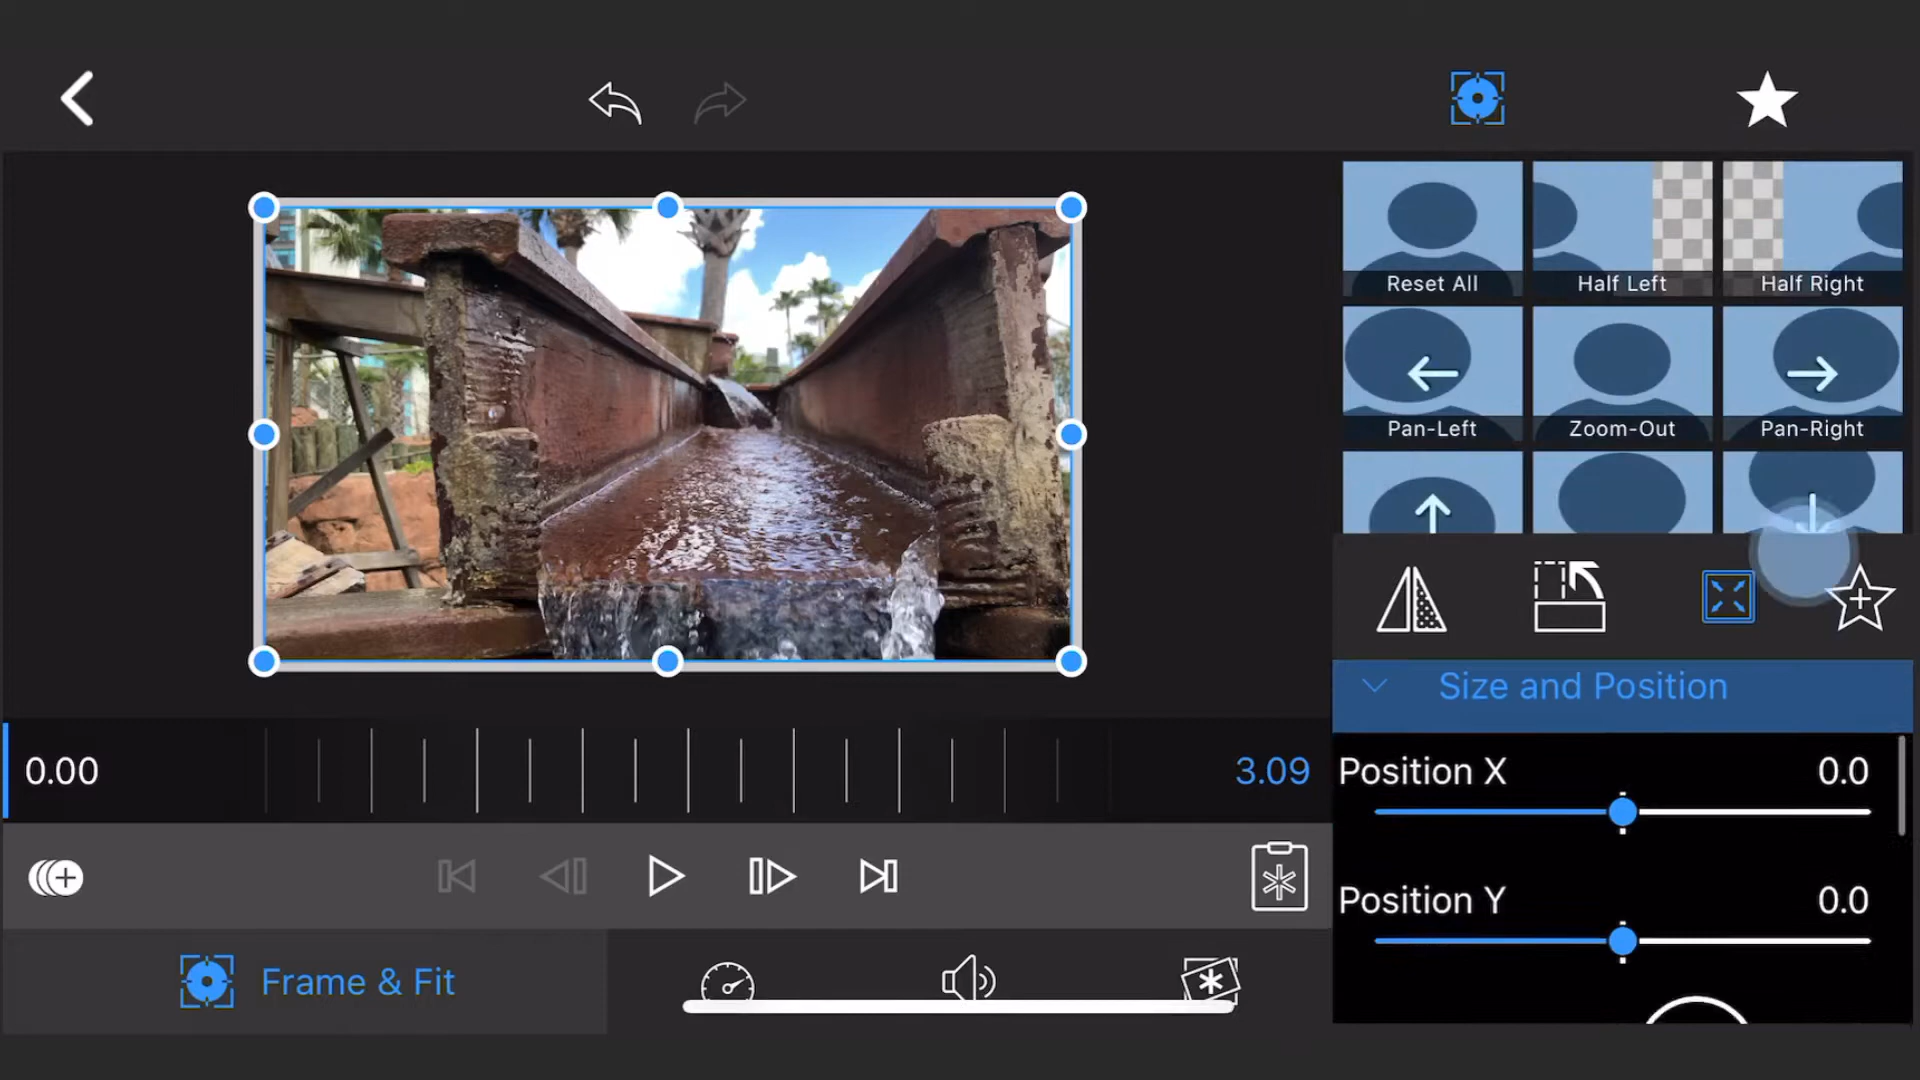 Reset All
Half Left
Half Right
Pan-Left
Zoom-Out
Pan-Right
Size and Position
0.00
3.09
Position X
0.0
Position Y
0.0
Frame & Fit